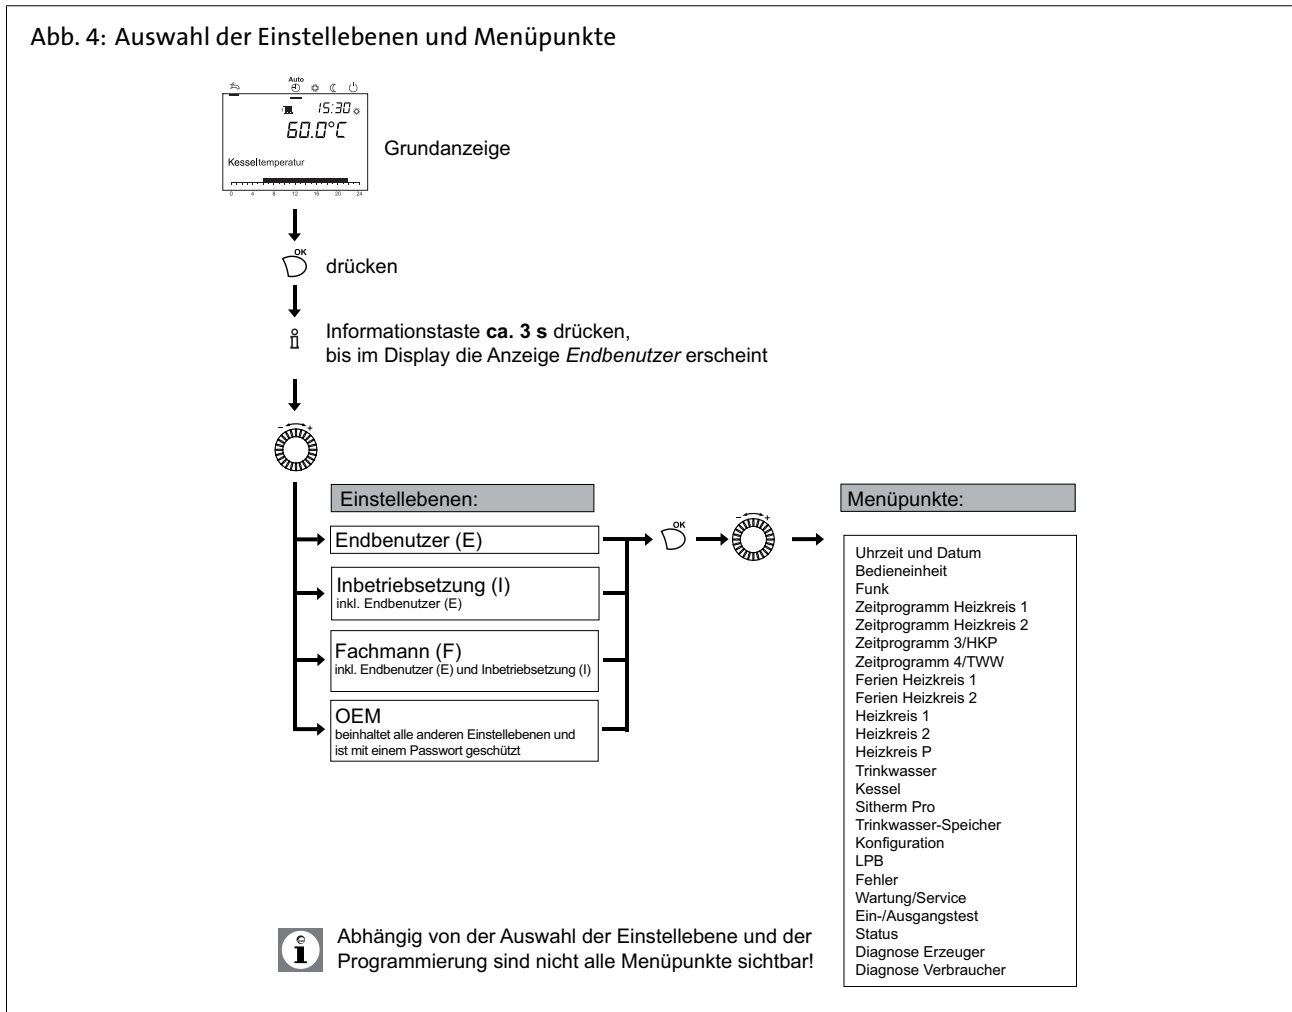 Abb. 4: Auswahl der Einstellebenen und Menüpunkte
Auto
15:30
60.0°C
Kesseltemperatur
0 4 8 12 16 20 24
Grundanzeige
OK
drücken
Informationstaste ca. 3 s drücken,
bis im Display die Anzeige Endbenutzer erscheint
- +
Einstellebenen:
Endbenutzer (E)
Inbetriebsetzung (I)
inkl. Endbenutzer (E)
Fachmann (F)
inkl. Endbenutzer (E) und Inbetriebsetzung (I)
OEM
beinhaltet alle anderen Einstellebenen und
ist mit einem Passwort geschützt
OK
- +
Menüpunkte:
Uhrzeit und Datum
Bedieneinheit
Funk
Zeitprogramm Heizkreis 1
Zeitprogramm Heizkreis 2
Zeitprogramm 3/HKP
Zeitprogramm 4/TWW
Ferien Heizkreis 1
Ferien Heizkreis 2
Heizkreis 1
Heizkreis 2
Heizkreis P
Trinkwasser
Kessel
Sitherm Pro
Trinkwasser-Speicher
Konfiguration
LPB
Fehler
Wartung/Service
Ein-/Ausgangstest
Status
Diagnose Erzeuger
Diagnose Verbraucher
Abhängig von der Auswahl der Einstellebene und der
Programmierung sind nicht alle Menüpunkte sichtbar!